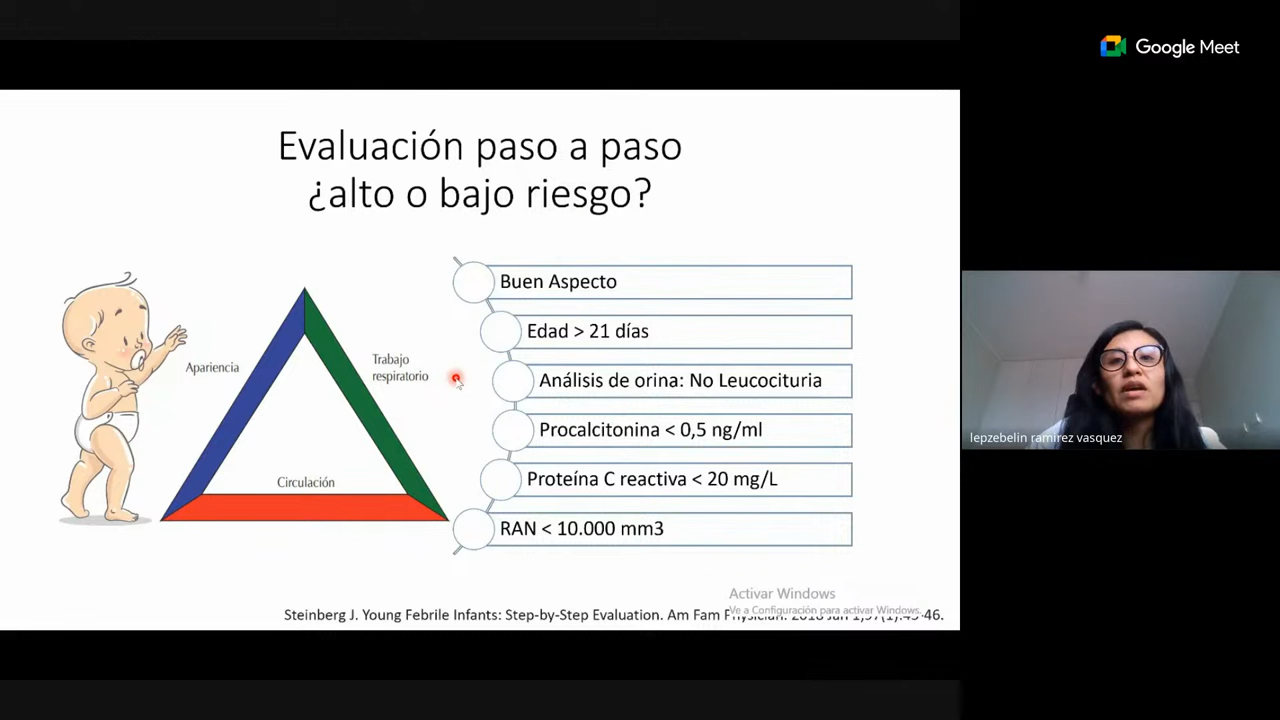 Google Meet
Evaluación paso a paso
¿alto o bajo riesgo?
Apariencia
Trabajo
respiratorio
Circulación
Buen Aspecto
Edad > 21 días
Análisis de orina: No Leucocituria
Procalcitonina < 0,5 ng/ml
Proteína C reactiva < 20 mg/L
RAN < 10.000 mm3
lepzebelin ramirez vasquez
Activar Windows
Ve a Configuración para activar Windows.
Steinberg J. Young Febrile Infants: Step-by-Step Evaluation. Am Fam